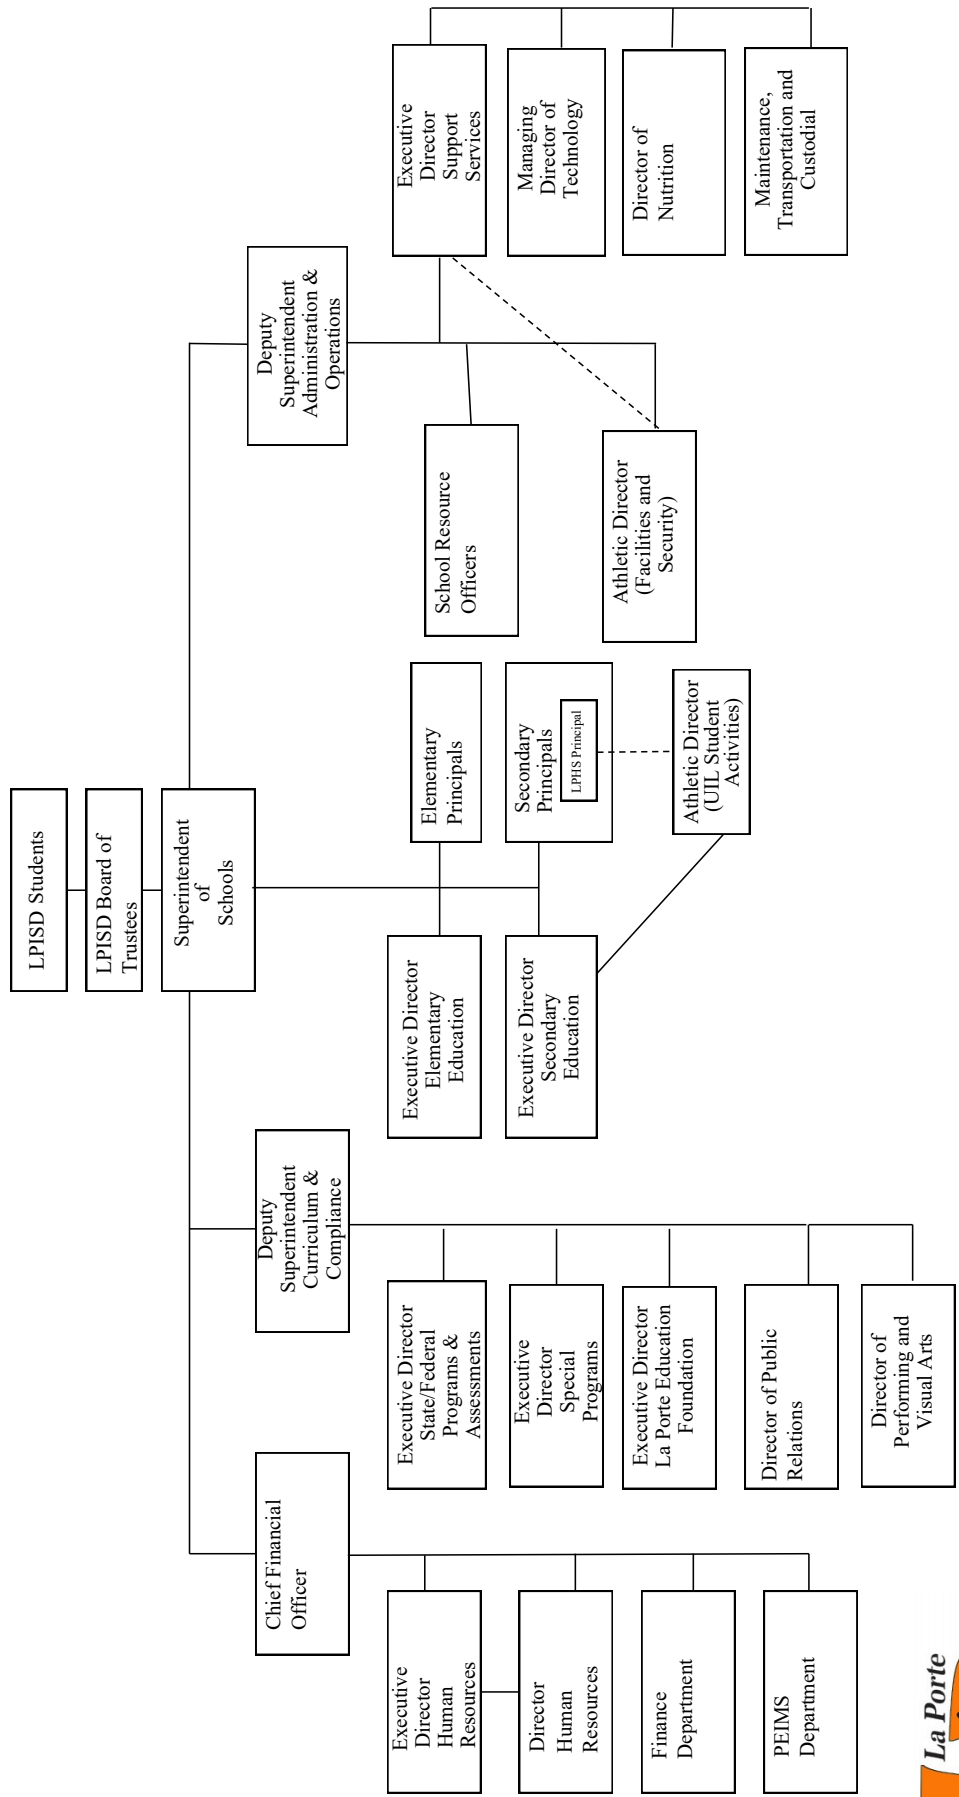 LPISD Students
LPISD Board of
Trustees
Superintendent
of
Schools
Chief Financial
Officer
Deputy
Superintendent
Curriculum &
Compliance
Deputy
Superintendent
Administration &
Operations
Executive
Director
Human
Resources
Director
Human
Resources
Finance
Department
PEIMS
Department
Executive Director
State/Federal
Programs &
Assessments
Executive
Director
Special
Programs
Executive Director
La Porte Education
Foundation
Director of Public
Relations
Director of
Performing and
Visual Arts
Executive Director
Elementary
Education
Executive Director
Secondary
Education
Elementary
Principals
Secondary
Principals
LPHS Principal
Athletic Director
(UIL Student
Activities)
School Resource
Officers
Athletic Director
(Facilities and
Security)
Executive
Director
Support
Services
Managing
Director of
Technology
Director of
Nutrition
Maintenance,
Transportation and
Custodial
La Porte